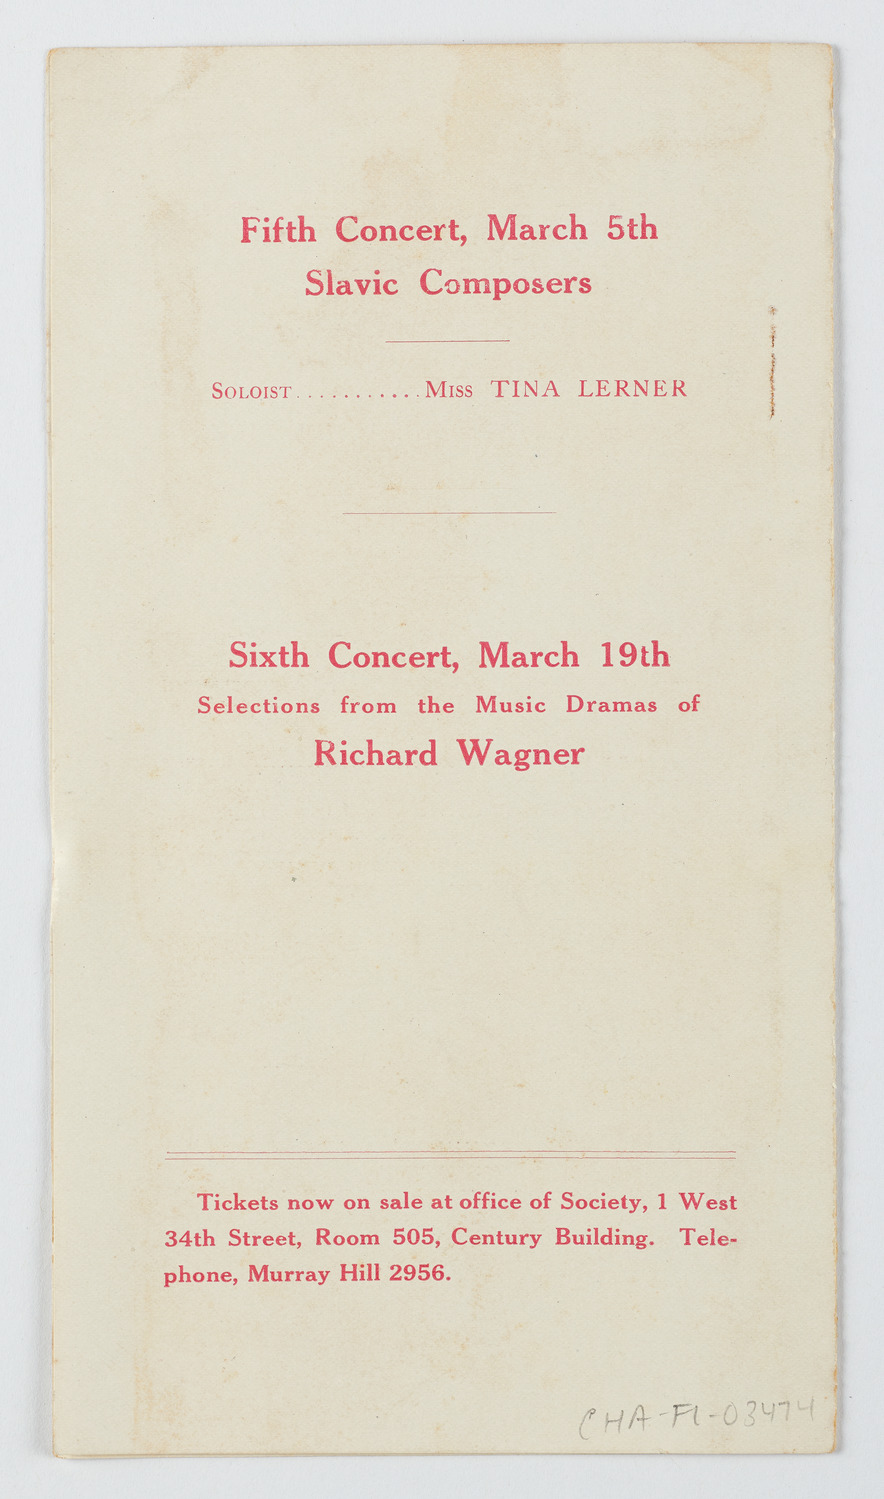 Fifth Concert, March 5th
Slavic Composers
Soloist...........Miss TINA LERNER
Sixth Concert, March 19th
Selections from the Music Dramas of
Richard Wagner
Tickets now on sale at office of Society, 1 West
34th Street, Room 505, Century Building. Tele-
phone, Murray Hill 2956.
CHA-FI-03474